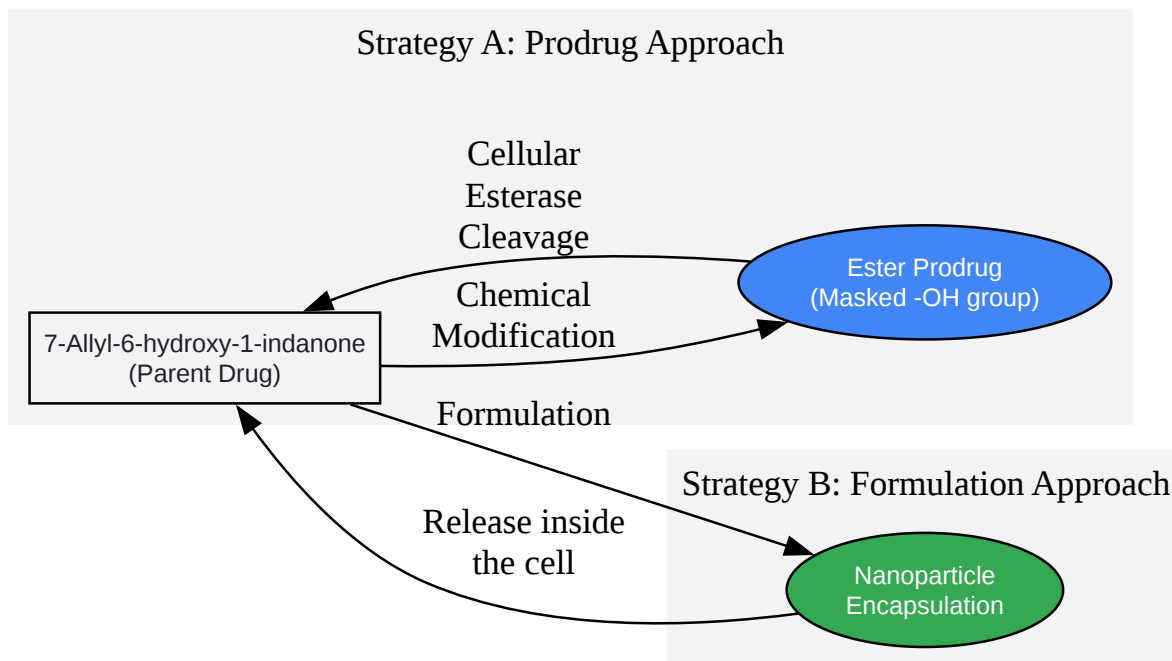 Strategy A: Prodrug Approach
Cellular
Esterase
Cleavage
Ester Prodrug
(Masked -OH group)
Chemical
Modification
7-Allyl-6-hydroxy-1-indanone
(Parent Drug)
Formulation
Strategy B: Formulation Approach
Release inside
the cell
Nanoparticle
Encapsulation